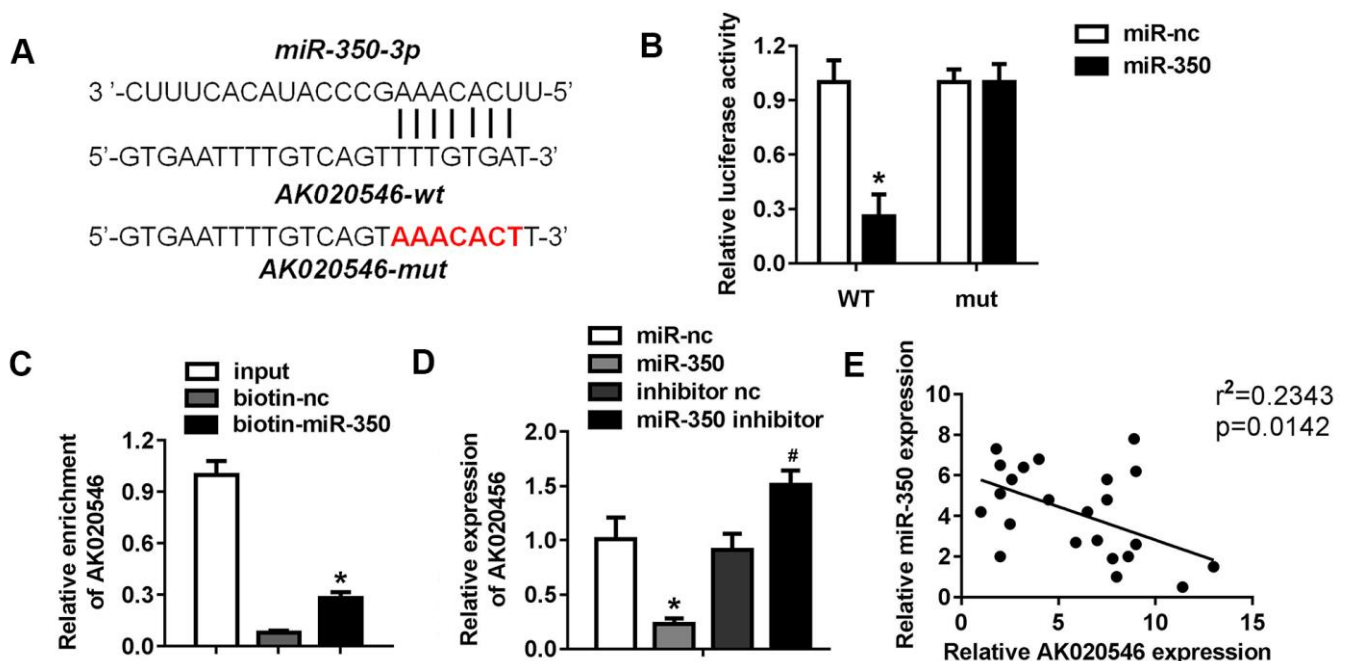 A
miR-350-3p
3 '-CUUUCACAUACCCGAAACACUU-5'
5'-GTGAATTTTGTCAGTTTTGTGAT-3'
AK020546-wt
5'-GTGAATTTTGTCAGTAAACACTT-3'
AK020546-mut
B
miR-nc
miR-350
Relative luciferase activity
1.2
0.9
0.6
0.3
0.0
*
WT
mut
C
input
biotin-nc
biotin-miR-350
Relative enrichment
of AK020546
1.2
0.9
0.6
0.3
0.0
*
D
miR-nc
miR-350
inhibitor nc
miR-350 inhibitor
Relative expression
of AK020456
2.0
1.5
1.0
0.5
0.0
*
#
E
Relative miR-350 expression
10
8
6
4
2
0
r²=0.2343
p=0.0142
0
5
10
15
Relative AK020546 expression